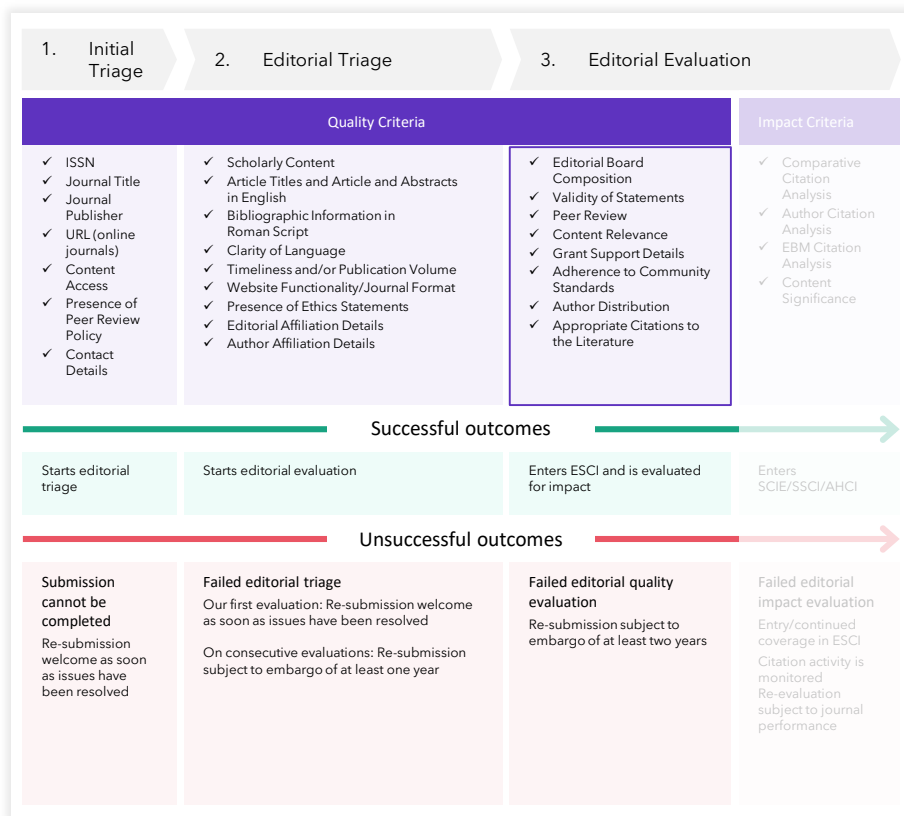 1. Initial
Triage
2. Editorial Triage
3. Editorial Evaluation
Quality Criteria
Impact Criteria
✓ ISSN
✓ Journal Title
✓ Journal
Publisher
✓ URL (online
journals)
✓ Content
Access
✓ Presence of
Peer Review
Policy
✓ Contact
Details
✓ Scholarly Content
✓ Article Titles and Article and Abstracts
in English
✓ Bibliographic Information in
Roman Script
✓ Clarity of Language
✓ Timeliness and/or Publication Volume
✓ Website Functionality/Journal Format
✓ Presence of Ethics Statements
✓ Editorial Affiliation Details
✓ Author Affiliation Details
✓ Editorial Board
Composition
✓ Validity of Statements
✓ Peer Review
✓ Content Relevance
✓ Grant Support Details
✓ Adherence to Community
Standards
✓ Author Distribution
✓ Appropriate Citations to
the Literature
✓ Comparative
Citation
Analysis
✓ Author Citation
Analysis
✓ EBM Citation
Analysis
✓ Content
Significance
Successful outcomes
Starts editorial
triage
Starts editorial evaluation
Enters ESCI and is evaluated
for impact
Enters
SCIE/SSCI/AHCI
Unsuccessful outcomes
Submission
cannot be
completed
Re-submission
welcome as soon
as issues have
been resolved
Failed editorial triage
Our first evaluation: Re-submission welcome
as soon as issues have been resolved
On consecutive evaluations: Re-submission
subject to embargo of at least one year
Failed editorial quality
evaluation
Re-submission subject to
embargo of at least two years
Failed editorial
impact evaluation
Entry/continued
coverage in ESCI
Citation activity is
monitored
Re-evaluation
subject to journal
performance